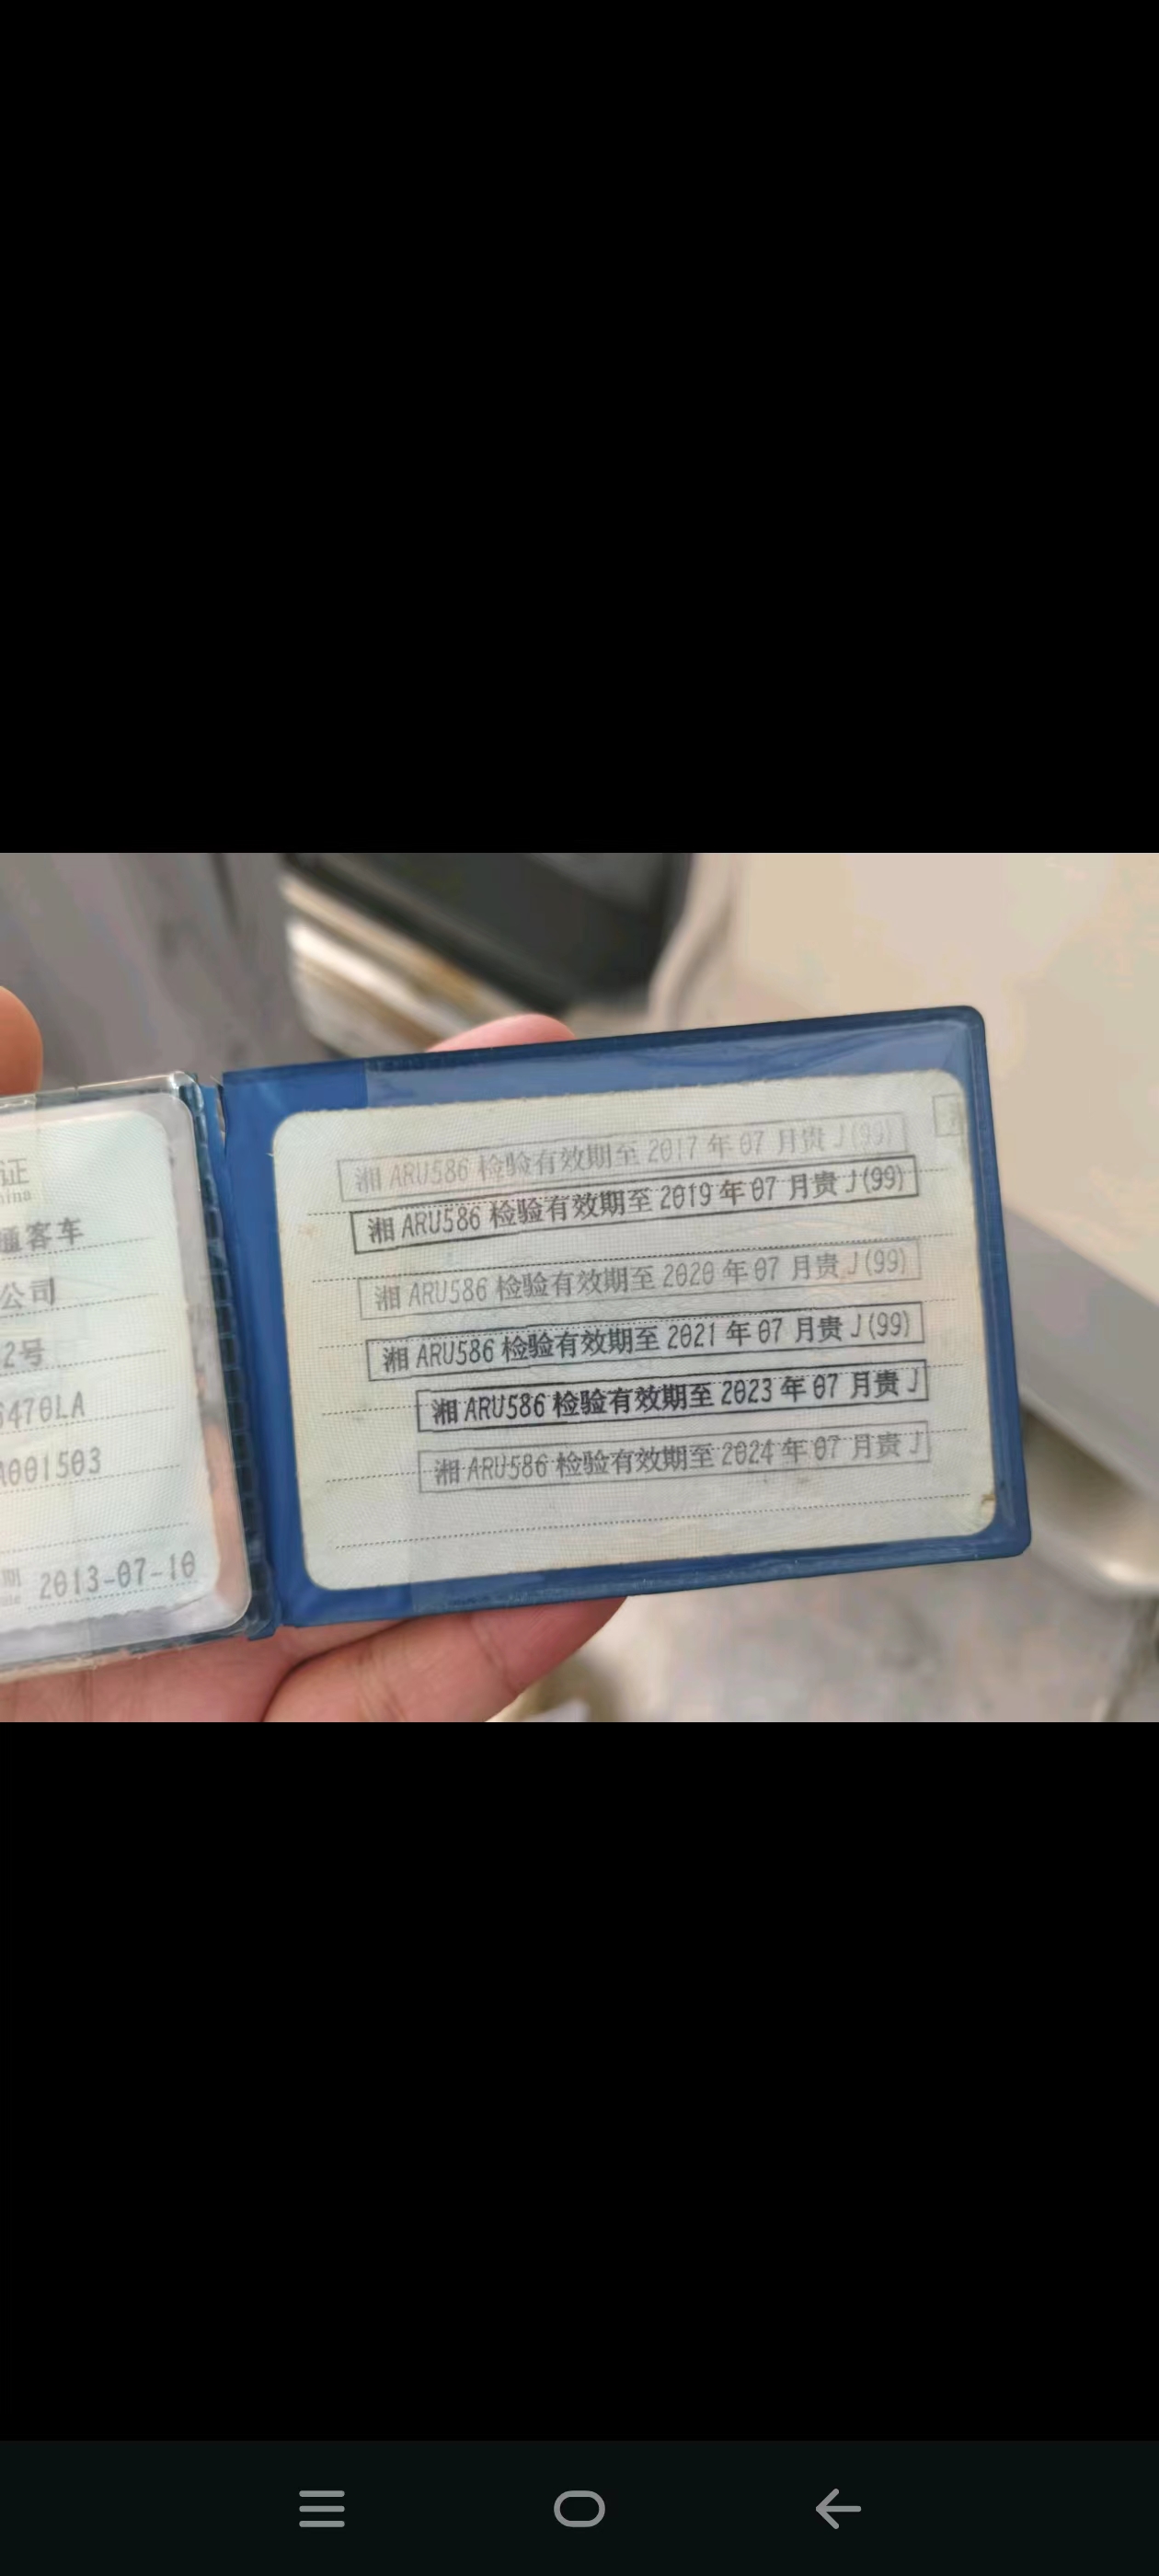 证
hina
通客车
公司
2号
6470LA
A001503
期 2013-07-10
湘 ARU586 检验有效期至 2017 年 07 月贵 J(99)
湘 ARU586 检验有效期至 2019 年 07 月贵 J(99)
湘 ARU586 检验有效期至 2020 年 07 月贵 J(99)
湘 ARU586 检验有效期至 2021 年 07 月贵 J(99)
湘 ARU586 检验有效期至 2023 年 07 月贵 J
湘 ARU586 检验有效期至 2024 年 07 月贵 J